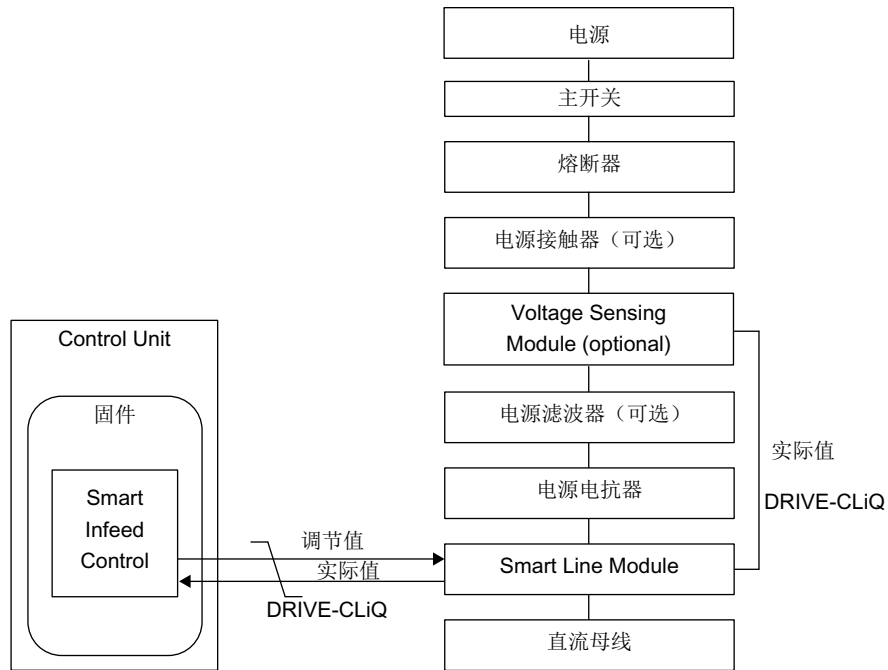 电源
主开关
熔断器
电源接触器（可选）
Voltage Sensing
Module (optional)
Control Unit
固件
电源滤波器（可选）
实际值
DRIVE-CLiQ
电源电抗器
Smart
Infeed
Control
调节值
实际值
DRIVE-CLiQ
Smart Line Module
直流母线